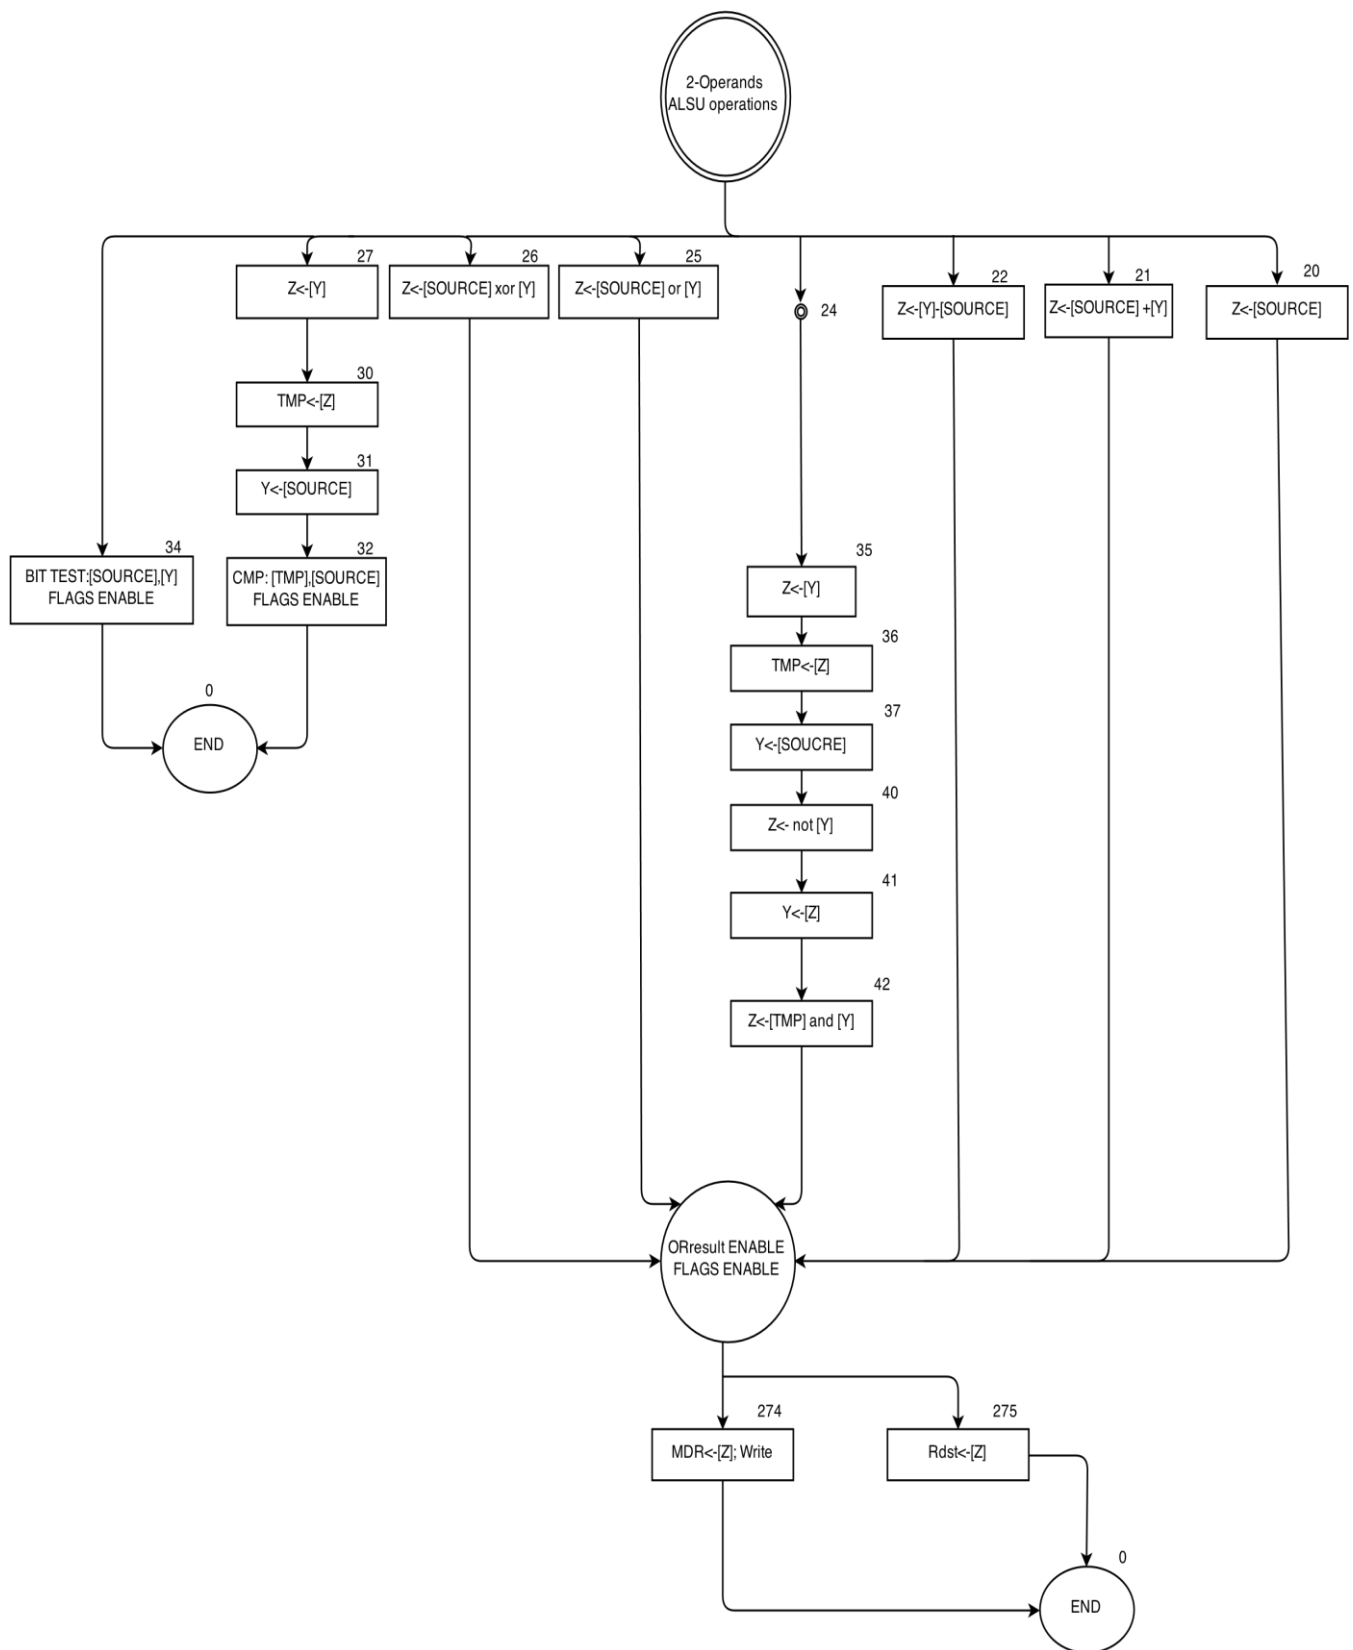 2-Operands
ALSU operations
27
26
25
24
22
21
20
Z<-[Y]
Z<-[SOURCE] xor [Y]
Z<-[SOURCE] or [Y]
Z<-[Y]-[SOURCE]
Z<-[SOURCE] +[Y]
Z<-[SOURCE]
30
TMP<-[Z]
31
Y<-[SOURCE]
34
BIT TEST:[SOURCE],[Y]
FLAGS ENABLE
32
CMP: [TMP],[SOURCE]
FLAGS ENABLE
0
END
35
Z<-[Y]
36
TMP<-[Z]
37
Y<-[SOUCRE]
40
Z<- not [Y]
41
Y<-[Z]
42
Z<-[TMP] and [Y]
ORresult ENABLE
FLAGS ENABLE
274
MDR<-[Z]; Write
275
Rdst<-[Z]
0
END